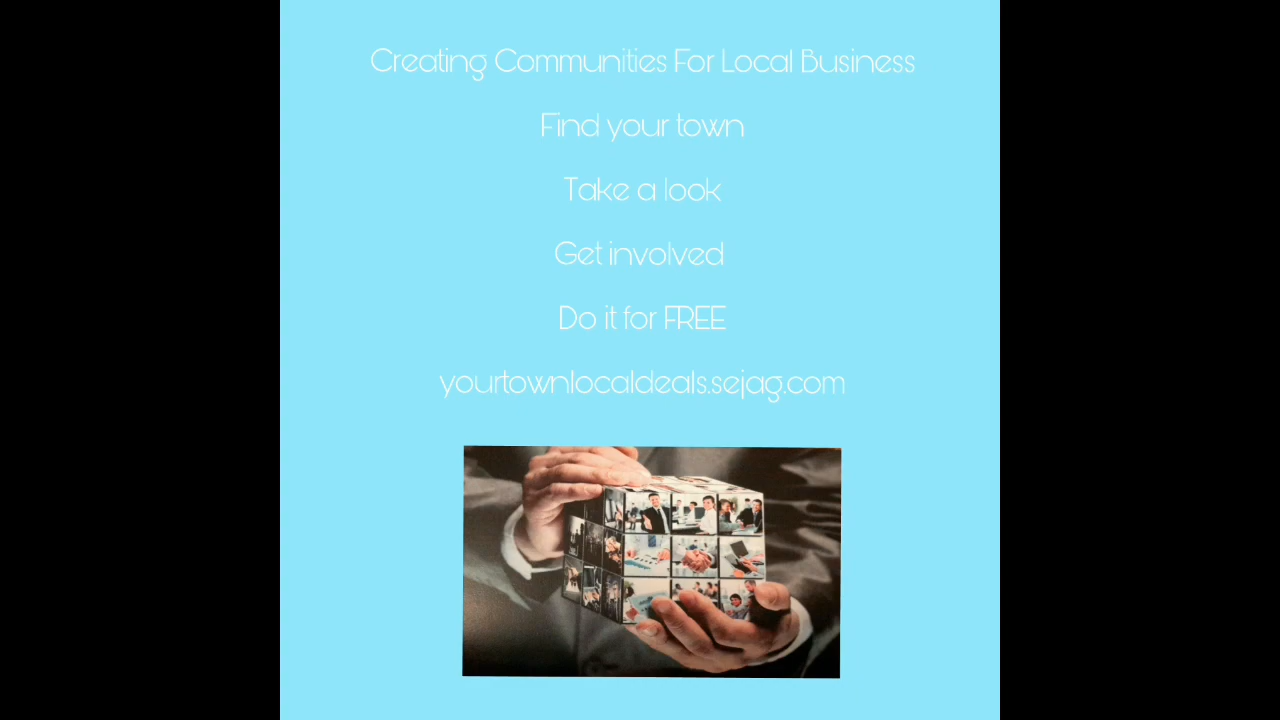 Creating Communities For Local Business
Find your town
Take a look
Get involved
Do it for FREE
yourtownlocaldeals.sejag.com